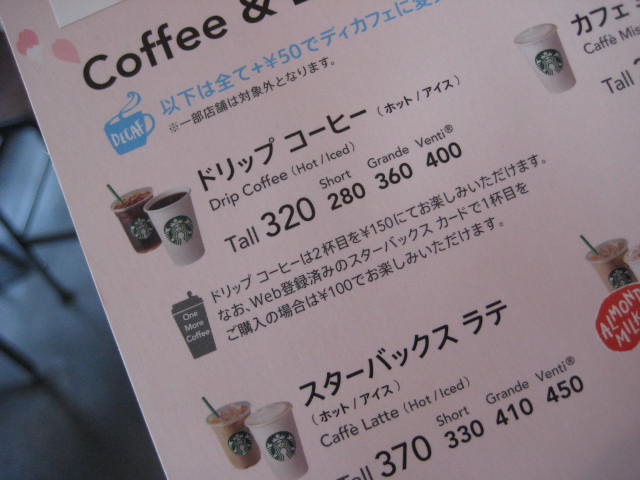 Coffee &
以下は全て+¥50でディカフェに変
※一部店舗は対象外となります。
DECAF
ドリップ コーヒー (ホット/アイス)
Drip Coffee (Hot/Iced)
Short Grande Venti®
Tall 320 280 360 400
ドリップ コーヒーは2杯目を¥150にてお楽しみいただけます。
なお、Web登録済みのスターバックス カードで1杯目を
ご購入の場合は¥100でお楽しみいただけます。
One
More
Coffee
スターバックス ラテ
(ホット/アイス)
Caffè Latte (Hot/Iced)
Short Grande Venti®
Tall 370 330 410 450
カフェ
Caffè Mis
Tall
ALMOND
MILK